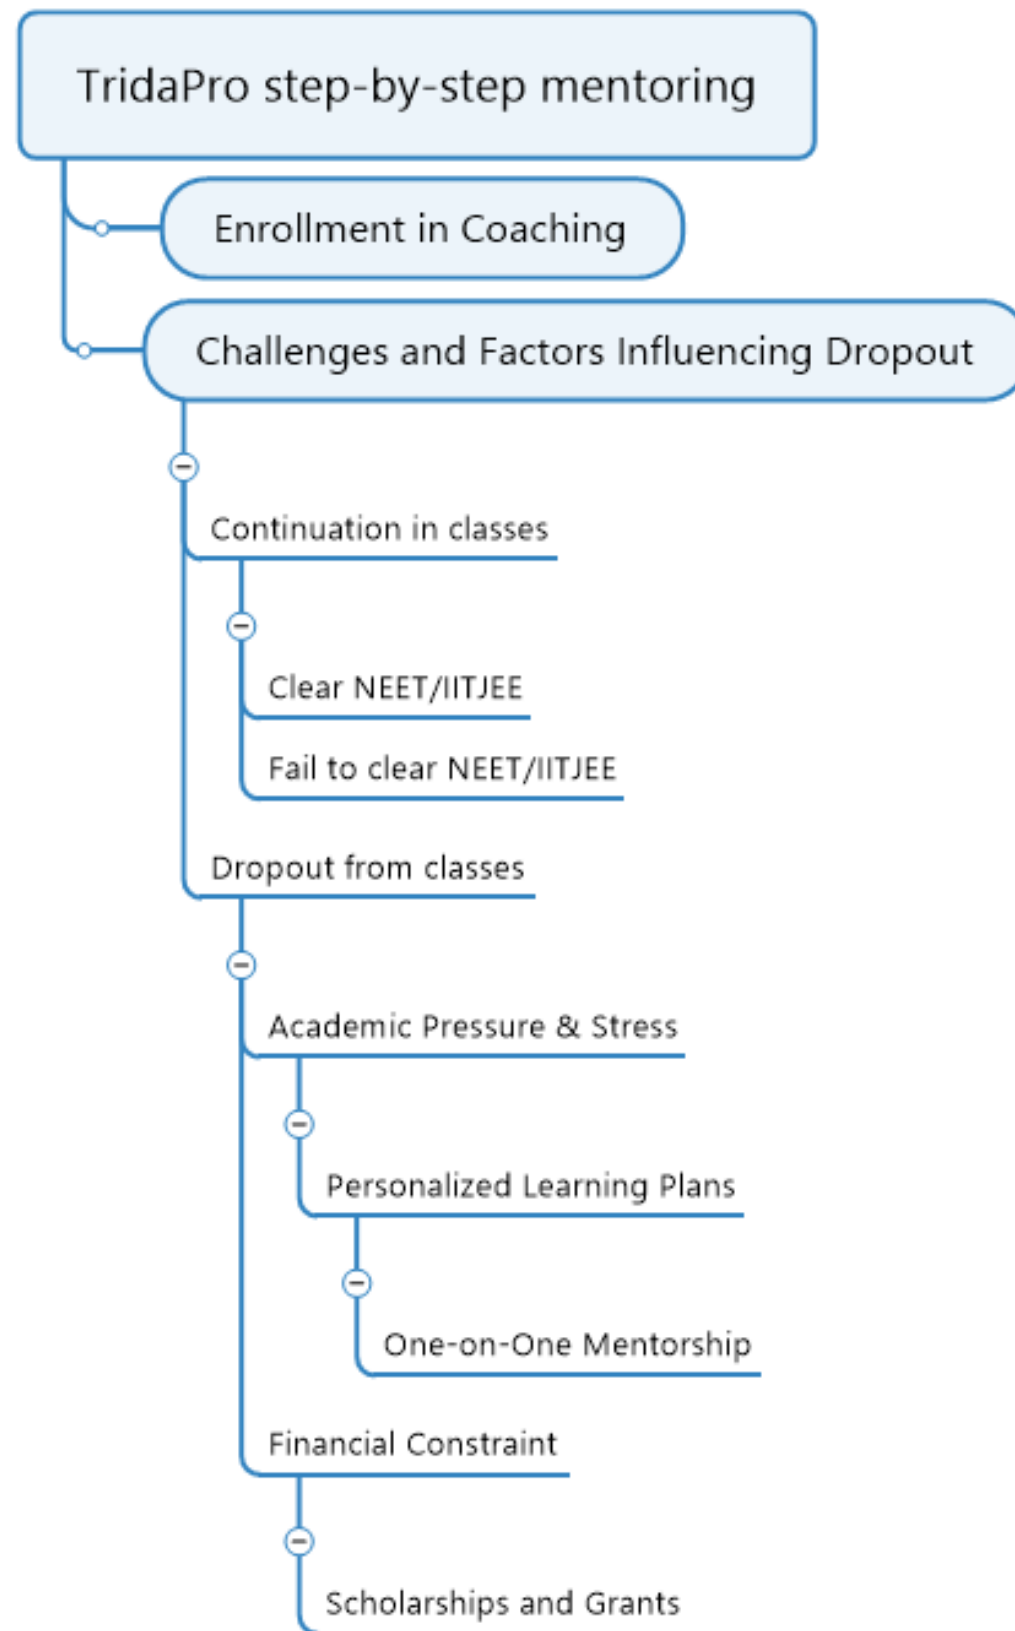 TridaPro step-by-step mentoring
Enrollment in Coaching
Challenges and Factors Influencing Dropout
Continuation in classes
Clear NEET/IITJEE
Fail to clear NEET/IITJEE
Dropout from classes
Academic Pressure & Stress
Personalized Learning Plans
One-on-One Mentorship
Financial Constraint
Scholarships and Grants